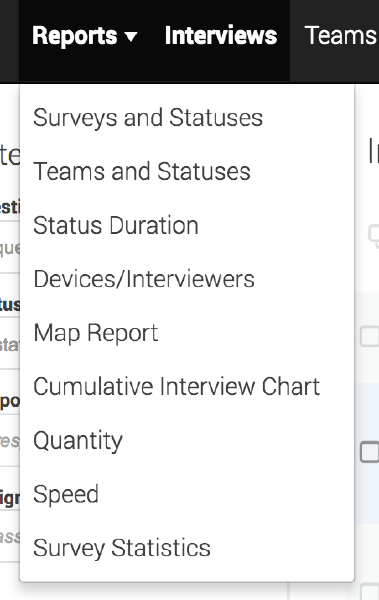 Reports ▾ Interviews Teams
Surveys and Statuses
Teams and Statuses
Status Duration
Devices/Interviewers
Map Report
Cumulative Interview Chart
Quantity
Speed
Survey Statistics